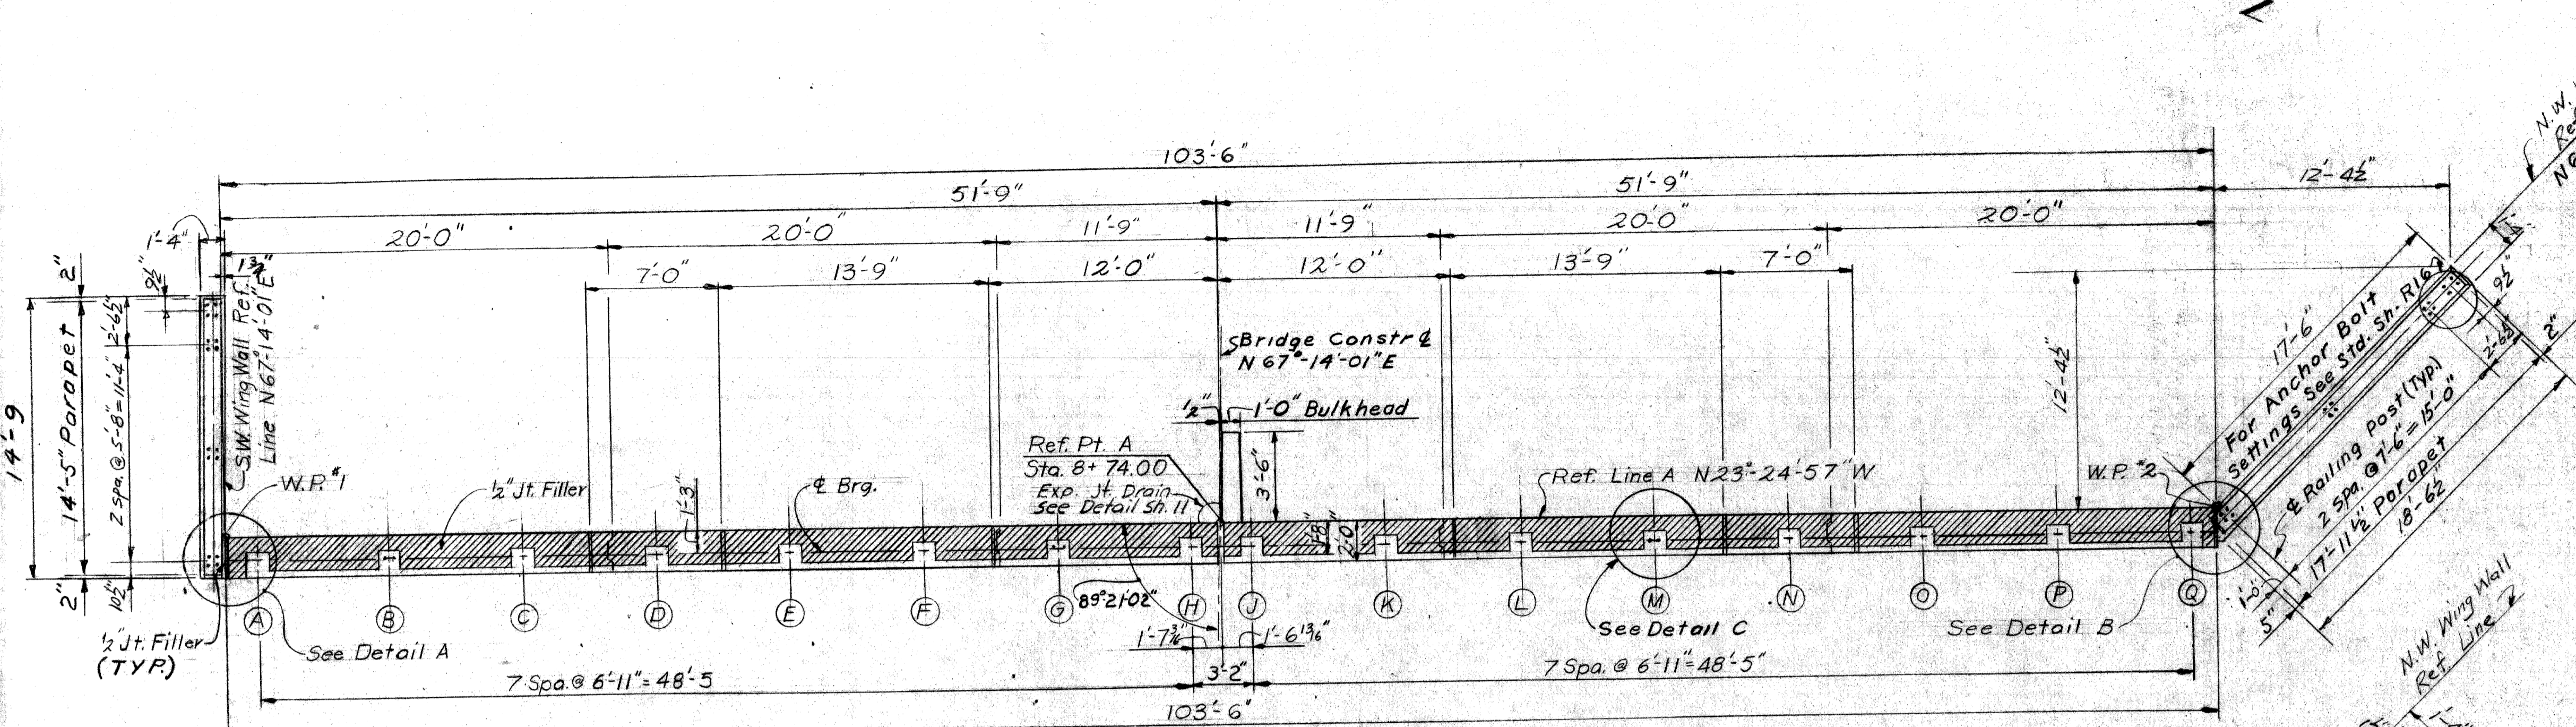 103'-6"
51'-9"
51'-9"
12'-4½"
20'-0"
20'-0"
11'-9"
11'-9"
20'-0"
20'-0"
7'-0"
13'-9"
12'-0"
12'-0"
13'-9"
7'-0"
1'-4"
1¾"
2"
9½"
14'-9
14'-5" Parapet
2'-6½"
2 spa. @ 5'-8"=11'-4"
10½"
2"
S.W. Wing Wall Ref.
Line N67°-14'-01"E
W.P. #1
½" Jt. Filler
1'-3"
℄ Brg.
Bridge Constr ℄
N 67°-14'-01" E
½"
1'-0" Bulkhead
Ref. Pt. A
Sta. 8+ 74.00
Exp. Jt. Drain
see Detail Sh. 11
3'-6"
Ref. Line A N23°-24'-57"W
W.P. #2
12'-4½"
17'-6"
For Anchor Bolt
Settings See Std. Sh. R16
℄ Railing Post (Typ.)
2 spa. @ 7'-6"=15'-0"
17'-11½" Parapet
18'-6½"
9½"
2'-6½"
2"
1'-0"
5"
N.W.
N 6
2'-0"
89°-21'-02"
A
B
C
D
E
F
G
H
J
K
L
M
N
O
P
Q
½" Jt. Filler
(TYP.)
See Detail A
See Detail C
See Detail B
1'-7 3/16"
1'-6 13/16"
3'-2"
7 Spa. @ 6'-11"=48'-5
7 Spa. @ 6'-11"=48'-5"
103'-6"
N.W. Wing Wall
Ref. Line